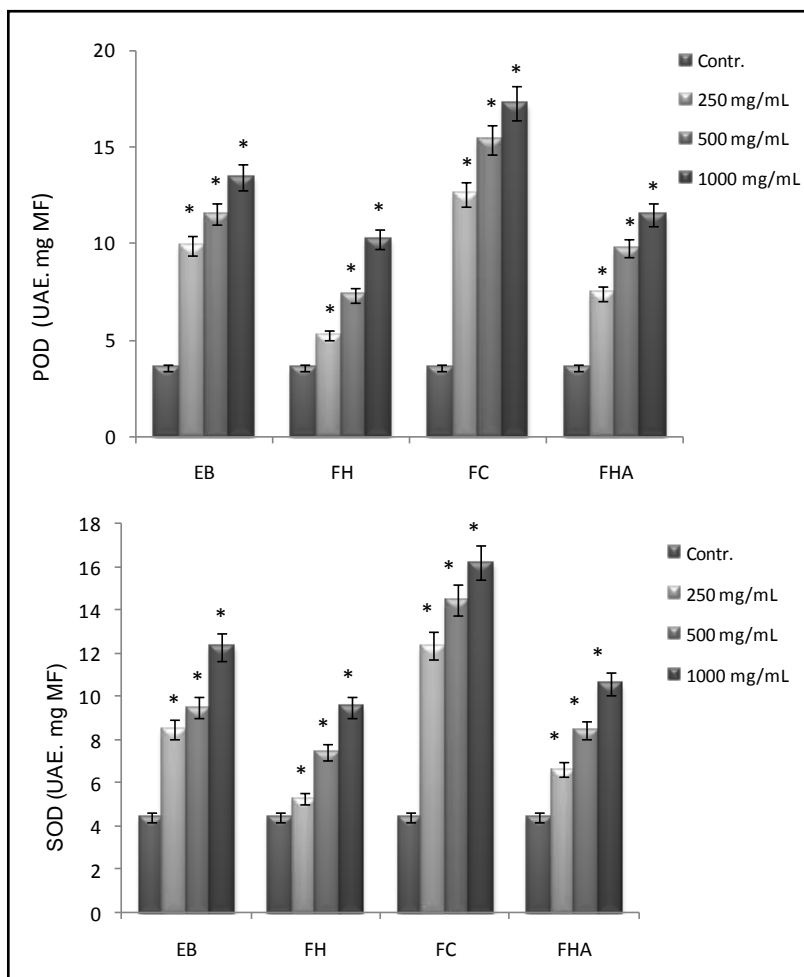 20
15
10
5
0
POD (UAE. mg MF)
* * *
* * *
* * *
* * *
EB FH FC FHA
Contr.
250 mg/mL
500 mg/mL
1000 mg/mL
18
16
14
12
10
8
6
4
2
0
SOD (UAE. mg MF)
* * *
* * *
* * *
* * *
EB FH FC FHA
Contr.
250 mg/mL
500 mg/mL
1000 mg/mL